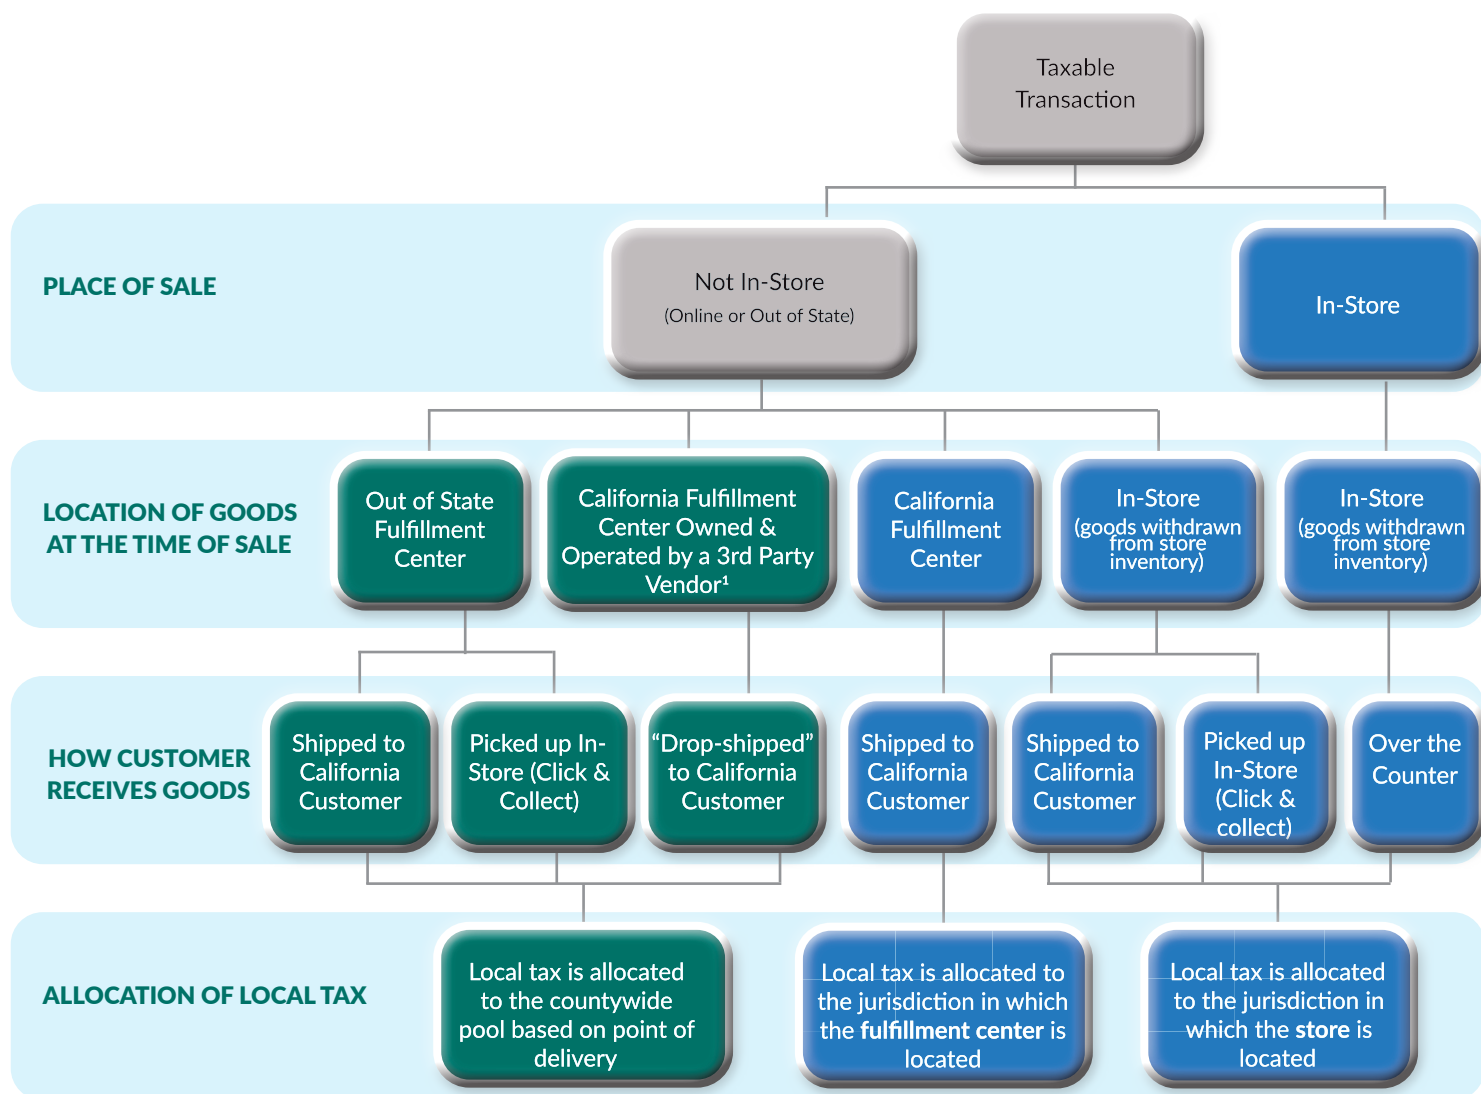 Taxable
Transaction
PLACE OF SALE
Not In-Store
(Online or Out of State)
In-Store
LOCATION OF GOODS
AT THE TIME OF SALE
Out of State
Fulfillment
Center
California Fulfillment
Center Owned &
Operated by a 3rd Party
Vendor¹
California
Fulfillment
Center
In-Store
(goods withdrawn
from store
inventory)
In-Store
(goods withdrawn
from store
inventory)
HOW CUSTOMER
RECEIVES GOODS
Shipped to
California
Customer
Picked up In-
Store (Click &
Collect)
“Drop-shipped”
to California
Customer
Shipped to
California
Customer
Shipped to
California
Customer
Picked up
In-Store
(Click &
collect)
Over the
Counter
ALLOCATION OF LOCAL TAX
Local tax is allocated
to the countywide
pool based on point of
delivery
Local tax is allocated to
the jurisdiction in which
the fulfillment center is
located
Local tax is allocated
to the jurisdiction in
which the store is
located